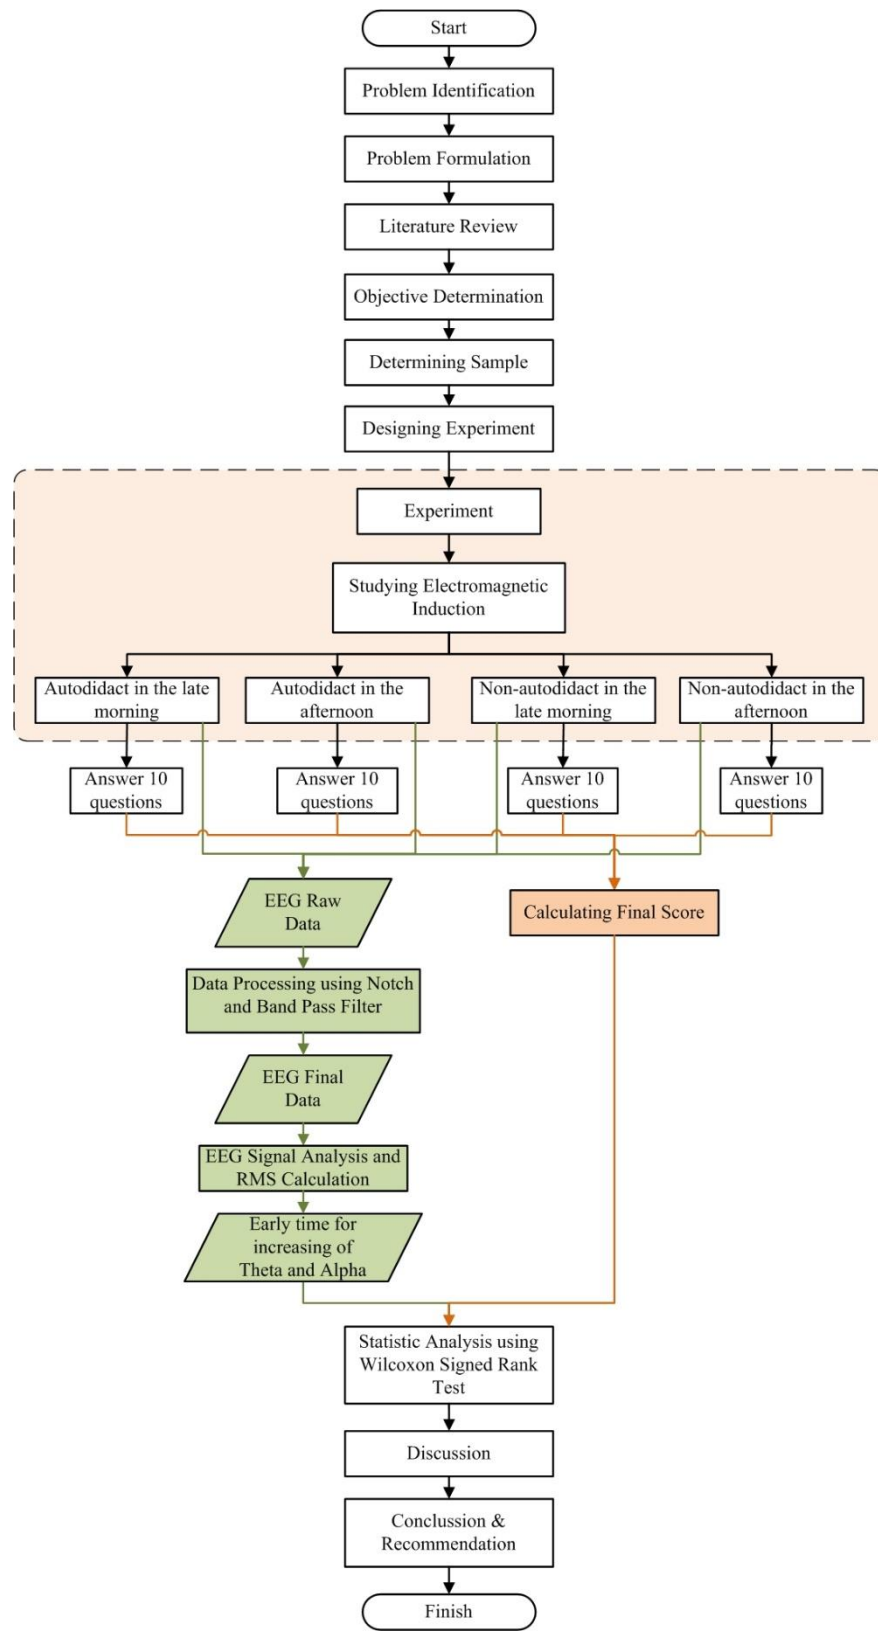 Start
Problem Identification
Problem Formulation
Literature Review
Objective Determination
Determining Sample
Designing Experiment
Experiment
Studying Electromagnetic
Induction
Autodidact in the late
morning
Autodidact in the
afternoon
Non-autodidact in the
late morning
Non-autodidact in the
afternoon
Answer 10
questions
Answer 10
questions
Answer 10
questions
Answer 10
questions
EEG Raw
Data
Calculating Final Score
Data Processing using Notch
and Band Pass Filter
EEG Final
Data
EEG Signal Analysis and
RMS Calculation
Early time for
increasing of
Theta and Alpha
Statistic Analysis using
Wilcoxon Signed Rank
Test
Discussion
Conclussion &
Recommendation
Finish